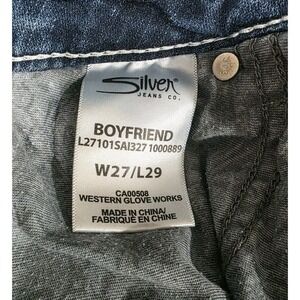 Silver
JEANS CO.
BOYFRIEND
L27101SAI327 1000889
W27/L29
CA00508
WESTERN GLOVE WORKS
MADE IN CHINA/
FABRIQUÉ EN CHINE